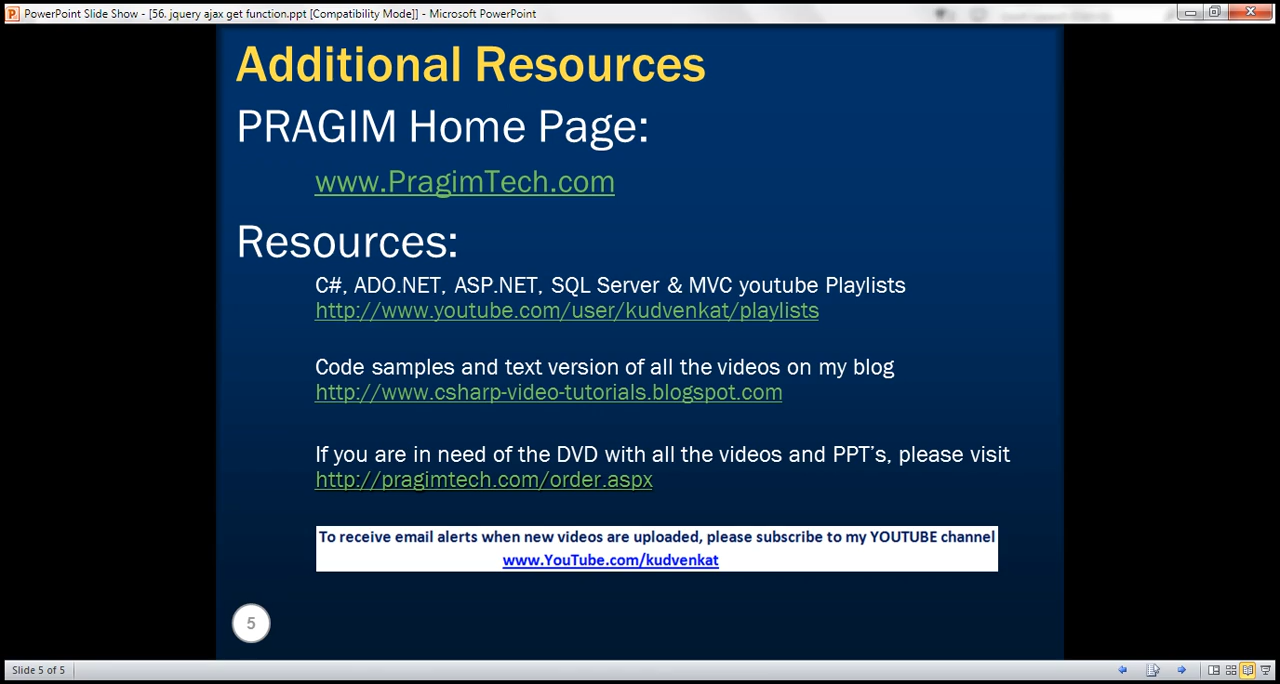 PowerPoint Slide Show - [56. jquery ajax get function.ppt [Compatibility Mode]] - Microsoft PowerPoint
Additional Resources
PRAGIM Home Page:
www.PragimTech.com
Resources:
C#, ADO.NET, ASP.NET, SQL Server & MVC youtube Playlists
http://www.youtube.com/user/kudvenkat/playlists
Code samples and text version of all the videos on my blog
http://www.csharp-video-tutorials.blogspot.com
If you are in need of the DVD with all the videos and PPT's, please visit
http://pragimtech.com/order.aspx
To receive email alerts when new videos are uploaded, please subscribe to my YOUTUBE channel
www.YouTube.com/kudvenkat
5
Slide 5 of 5